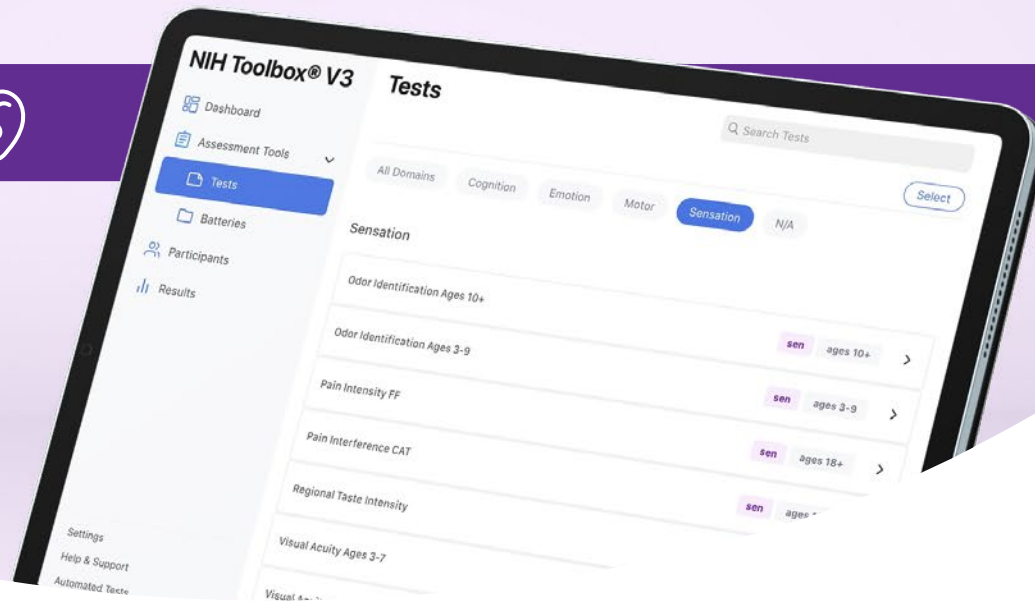 NIH Toolbox® V3
Dashboard
Assessment Tools
Tests
Batteries
Participants
Results
Settings
Help & Support
Automated Tests
Tests
Search Tests
Select
All Domains
Cognition
Emotion
Motor
Sensation
N/A
Sensation
Odor Identification Ages 10+
sen ages 10+
Odor Identification Ages 3-9
sen ages 3-9
Pain Intensity FF
sen ages 18+
Pain Interference CAT
sen ages
Regional Taste Intensity
Visual Acuity Ages 3-7
Visual